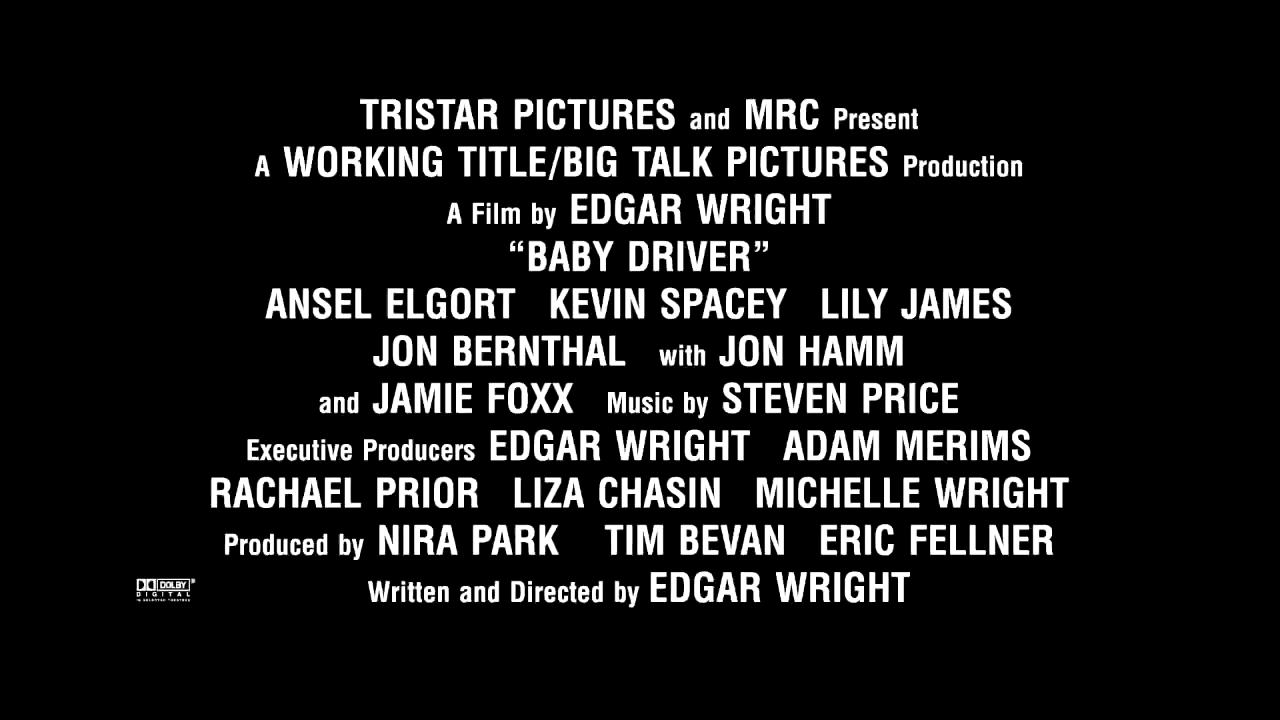 TRISTAR PICTURES and MRC Present
A WORKING TITLE/BIG TALK PICTURES Production
A Film by EDGAR WRIGHT
“BABY DRIVER”
ANSEL ELGORT KEVIN SPACEY LILY JAMES
JON BERNTHAL with JON HAMM
and JAMIE FOXX Music by STEVEN PRICE
Executive Producers EDGAR WRIGHT ADAM MERIMS
RACHAEL PRIOR LIZA CHASIN MICHELLE WRIGHT
Produced by NIRA PARK TIM BEVAN ERIC FELLNER
Written and Directed by EDGAR WRIGHT
DOLBY®
DIGITAL
IN SELECTED THEATRES